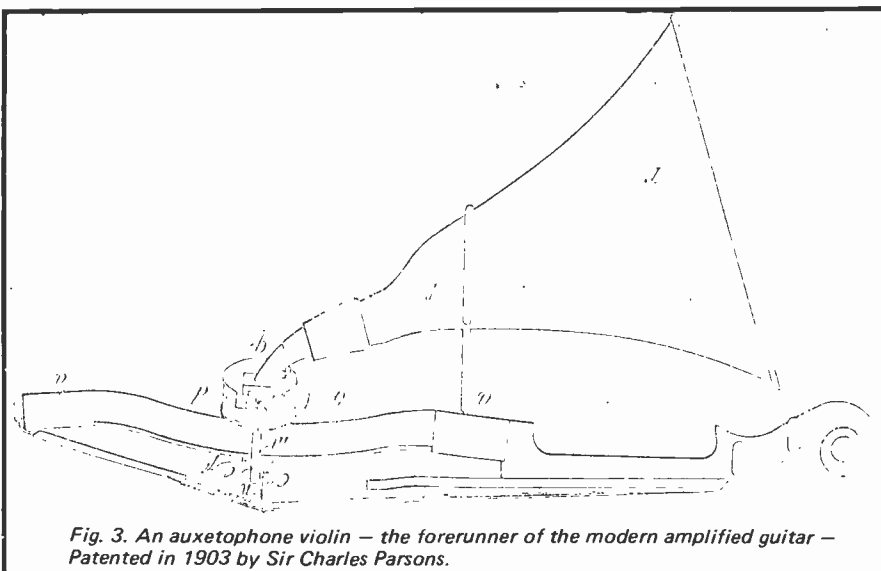 Fig. 3. An auxetophone violin — the forerunner of the modern amplified guitar —
Patented in 1903 by Sir Charles Parsons.